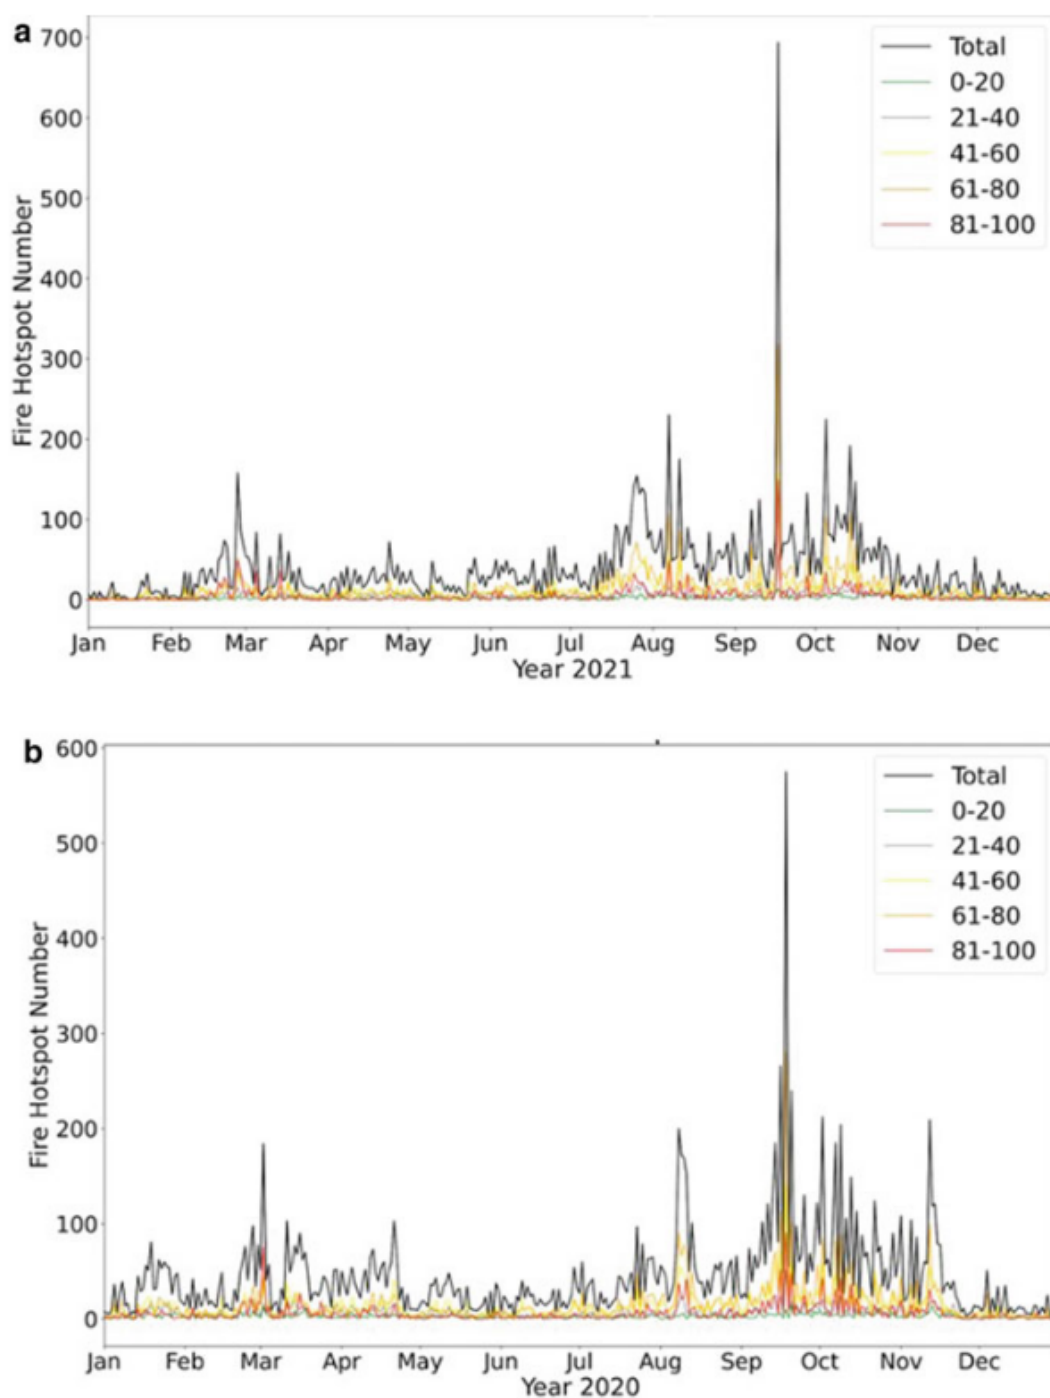 a
700
600
500
400
300
200
100
0
Fire Hotspot Number
Total
0-20
21-40
41-60
61-80
81-100
Jan Feb Mar Apr May Jun Jul Aug Sep Oct Nov Dec
Year 2021
b
600
500
400
300
200
100
0
Fire Hotspot Number
Total
0-20
21-40
41-60
61-80
81-100
Jan Feb Mar Apr May Jun Jul Aug Sep Oct Nov Dec
Year 2020